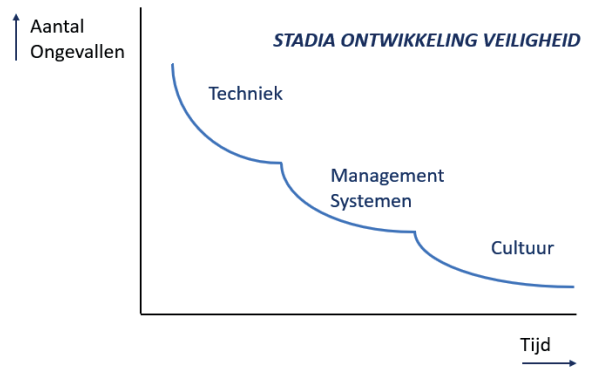 Aantal
Ongevallen
STADIA ONTWIKKELING VEILIGHEID
Techniek
Management
Systemen
Cultuur
Tijd